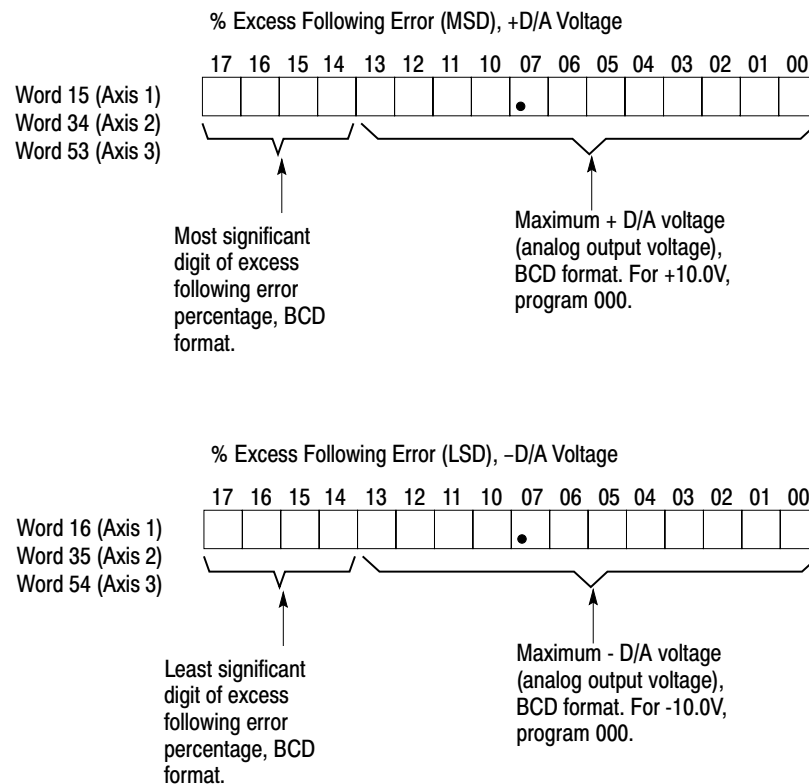 % Excess Following Error (MSD), +D/A Voltage
17 16 15 14 13 12 11 10 07 06 05 04 03 02 01 00
Word 15 (Axis 1)
Word 34 (Axis 2)
Word 53 (Axis 3)
Most significant
digit of excess
following error
percentage, BCD
format.
Maximum + D/A voltage
(analog output voltage),
BCD format. For +10.0V,
program 000.
% Excess Following Error (LSD), –D/A Voltage
17 16 15 14 13 12 11 10 07 06 05 04 03 02 01 00
Word 16 (Axis 1)
Word 35 (Axis 2)
Word 54 (Axis 3)
Least significant
digit of excess
following error
percentage, BCD
format.
Maximum - D/A voltage
(analog output voltage),
BCD format. For -10.0V,
program 000.